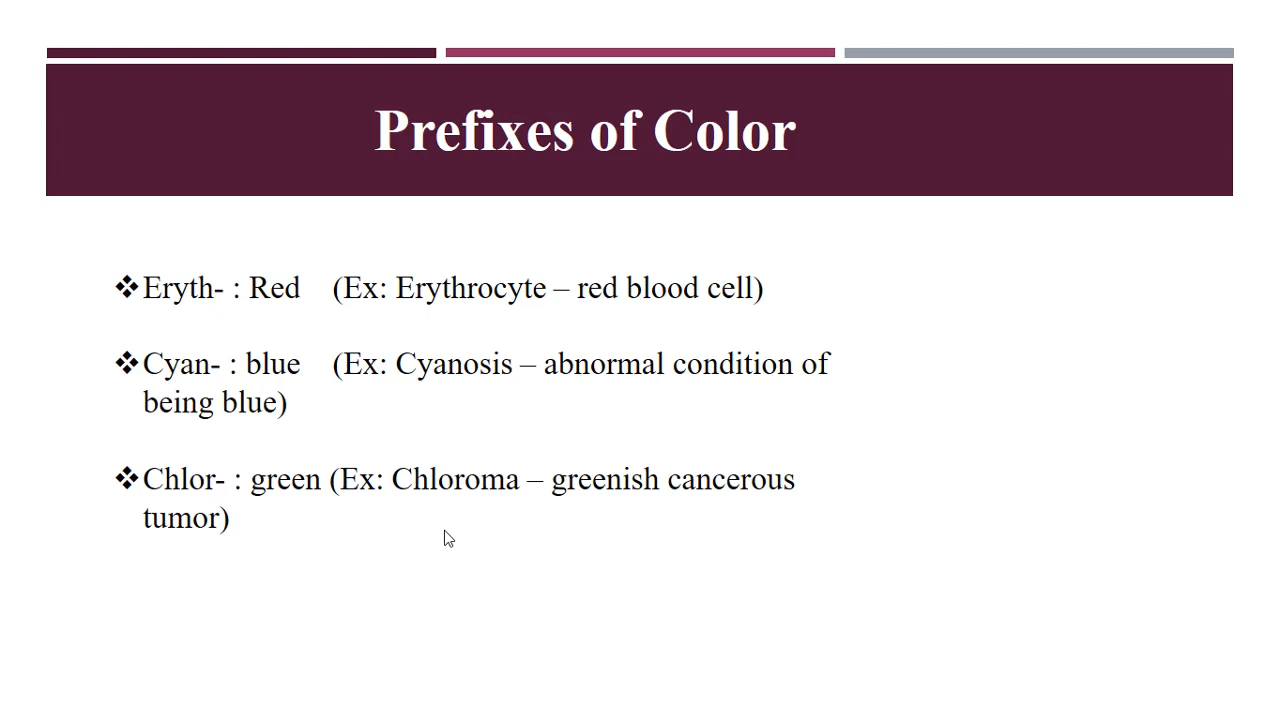 Prefixes of Color
❖Eryth- : Red (Ex: Erythrocyte – red blood cell)
❖Cyan- : blue (Ex: Cyanosis – abnormal condition of
being blue)
❖Chlor- : green (Ex: Chloroma – greenish cancerous
tumor)